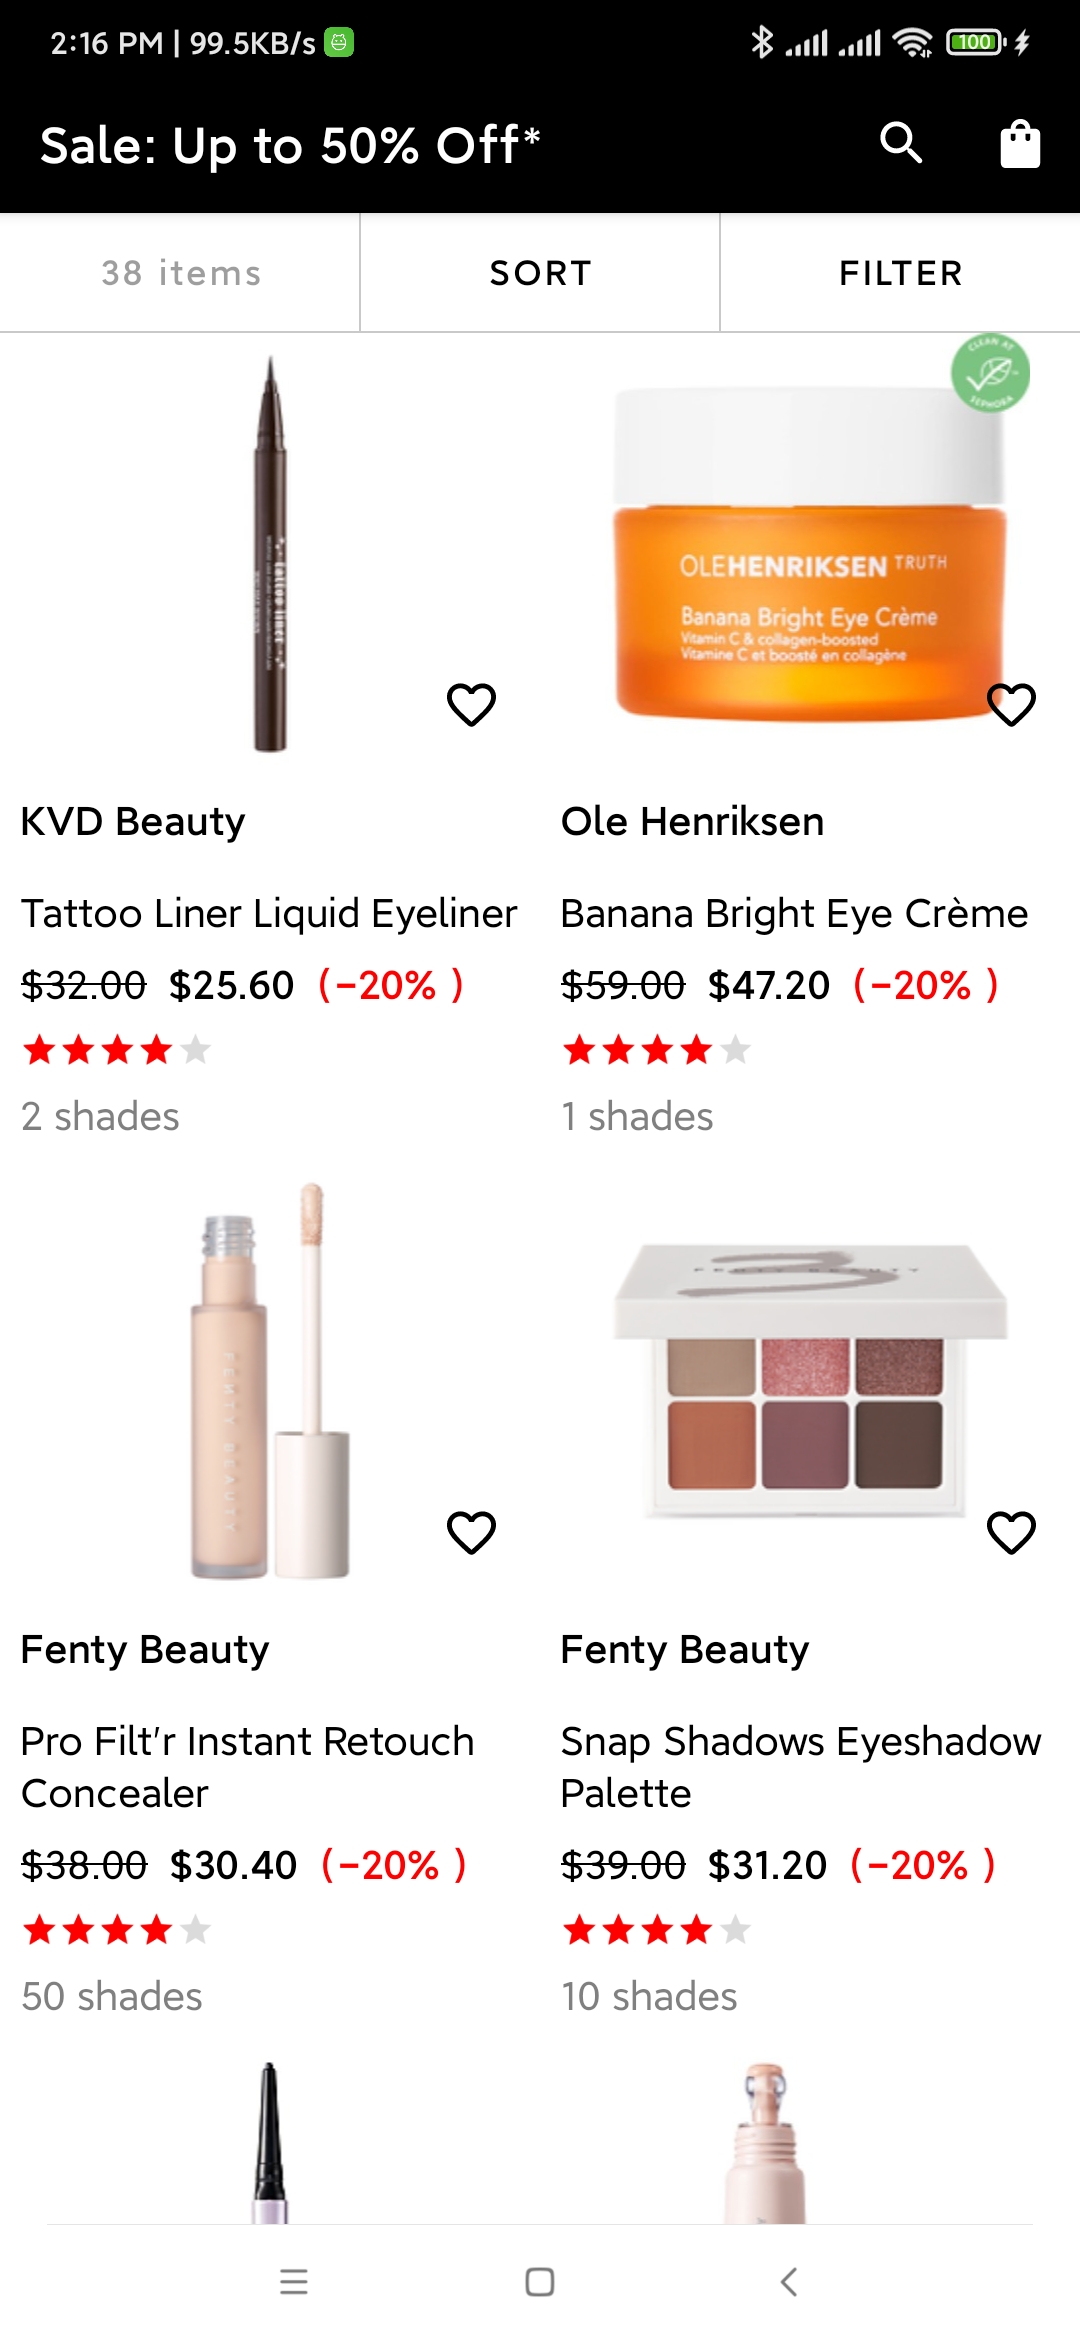 2:16 PM | 99.5KB/s
100
Sale: Up to 50% Off*
38 items
SORT
FILTER
CLEAN AT
SEPHORA
tattoo liner
OLEHENRIKSEN TRUTH
Banana Bright Eye Crème
Vitamin C & collagen-boosted
Vitamine C et boosté en collagène
KVD Beauty
Ole Henriksen
Tattoo Liner Liquid Eyeliner
Banana Bright Eye Crème
$32.00 $25.60 (-20% )
$59.00 $47.20 (-20% )
2 shades
1 shades
FENTY BEAUTY
FENTY BEAUTY
Fenty Beauty
Fenty Beauty
Pro Filt'r Instant Retouch
Concealer
Snap Shadows Eyeshadow
Palette
$38.00 $30.40 (-20% )
$39.00 $31.20 (-20% )
50 shades
10 shades